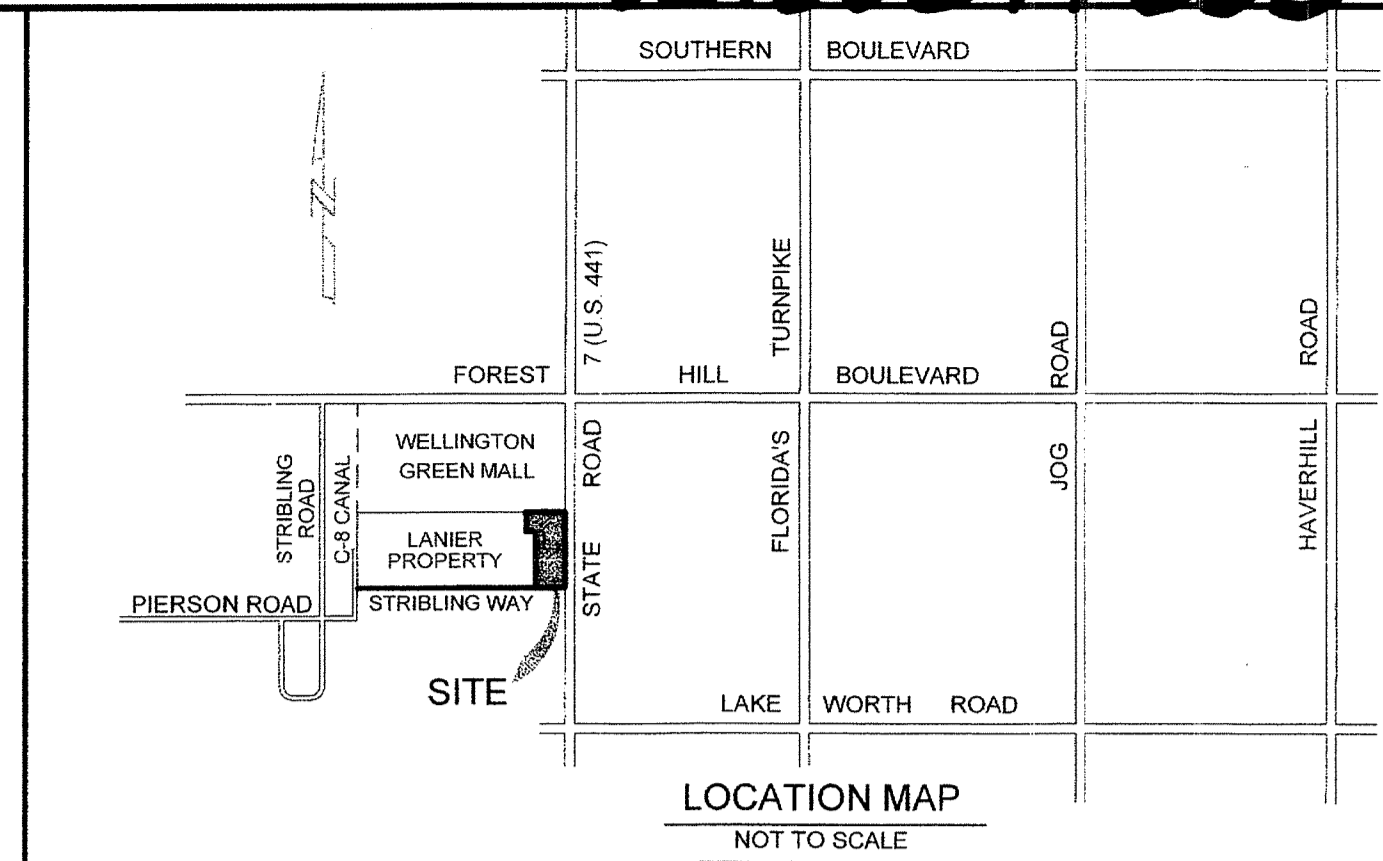 SOUTHERN BOULEVARD
N
7 (U.S. 441)
TURNPIKE
ROAD
ROAD
FOREST HILL BOULEVARD
WELLINGTON
GREEN MALL
STRIBLING
ROAD
C-8 CANAL
ROAD
FLORIDA'S
JOG
HAVERHILL
LANIER
PROPERTY
STATE
PIERSON ROAD
STRIBLING WAY
SITE
LAKE WORTH ROAD
LOCATION MAP
NOT TO SCALE